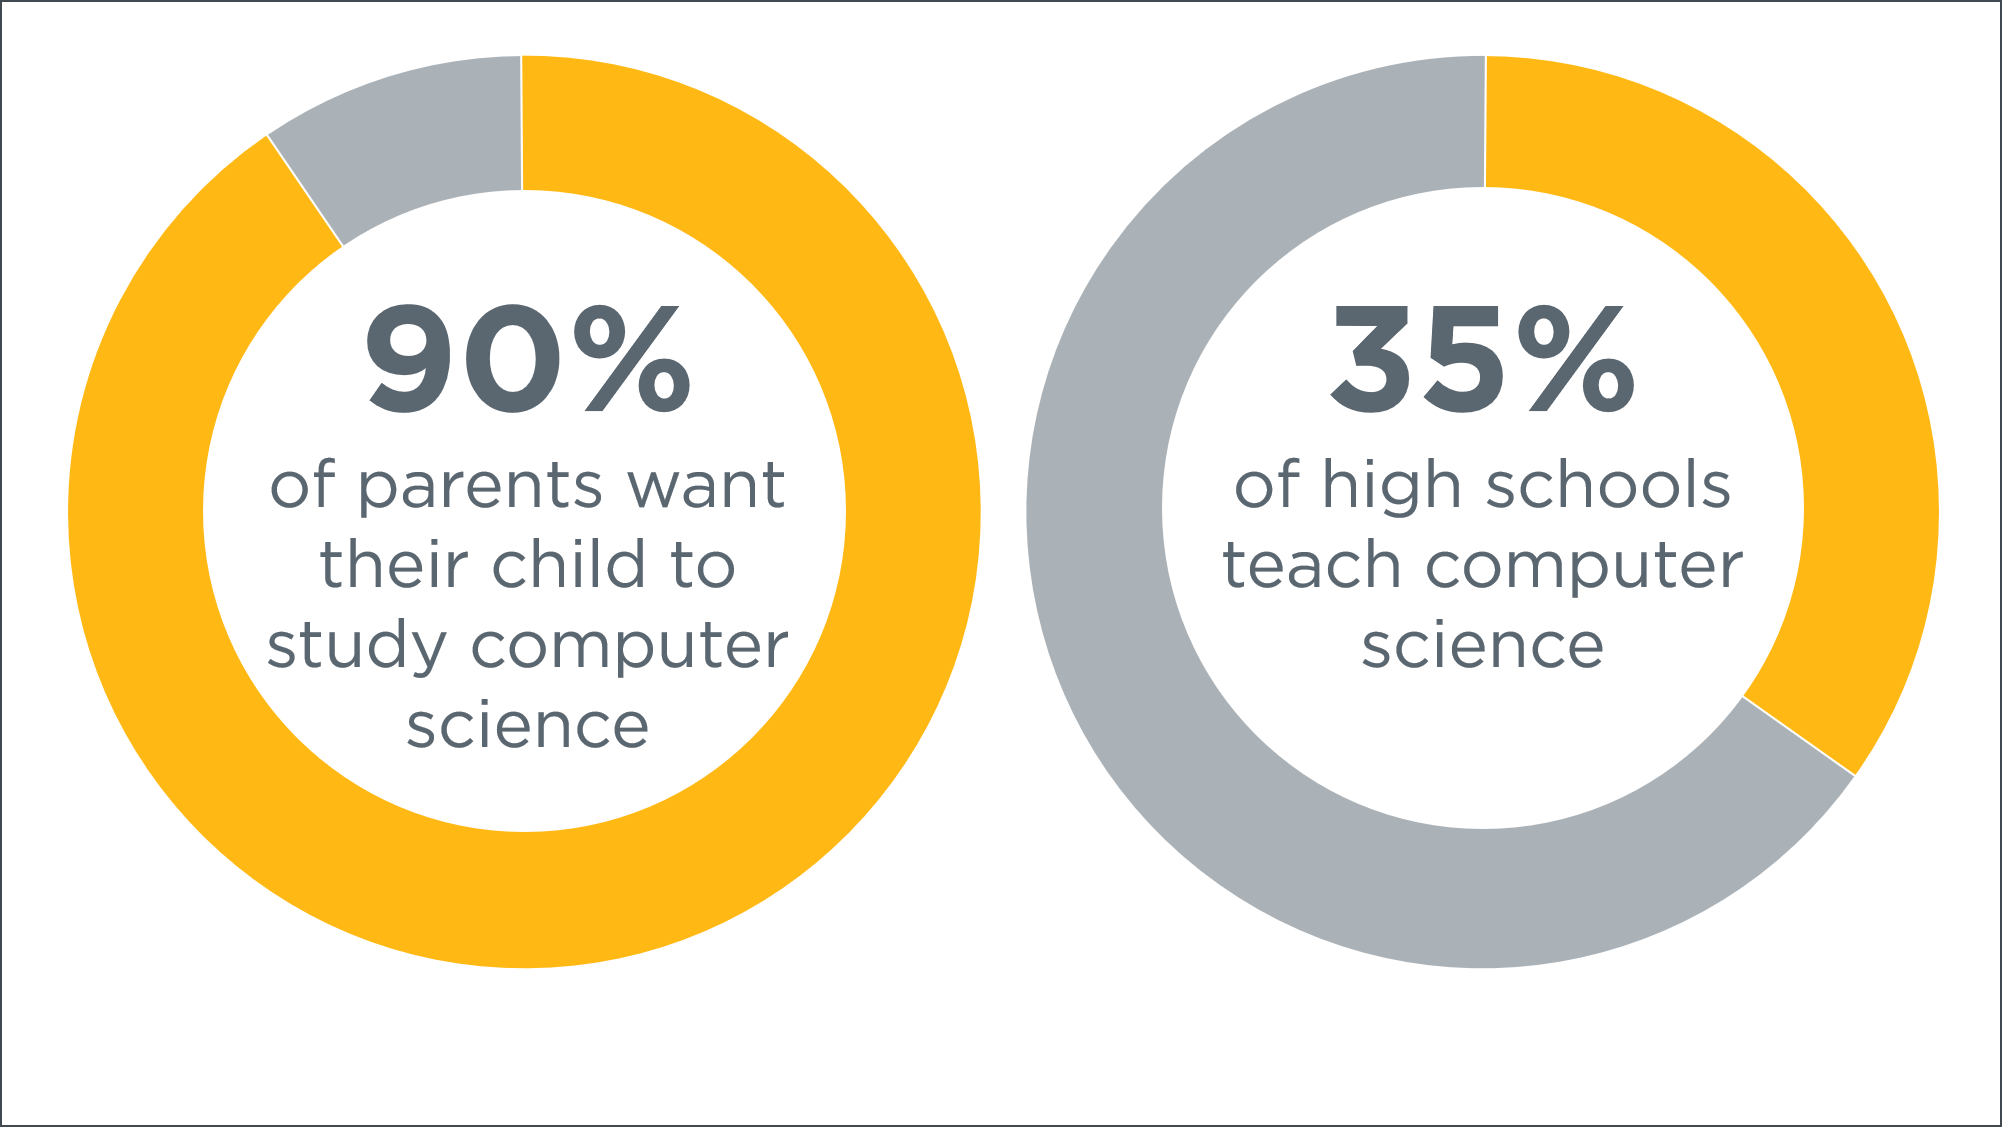 90%
of parents want
their child to
study computer
science
35%
of high schools
teach computer
science